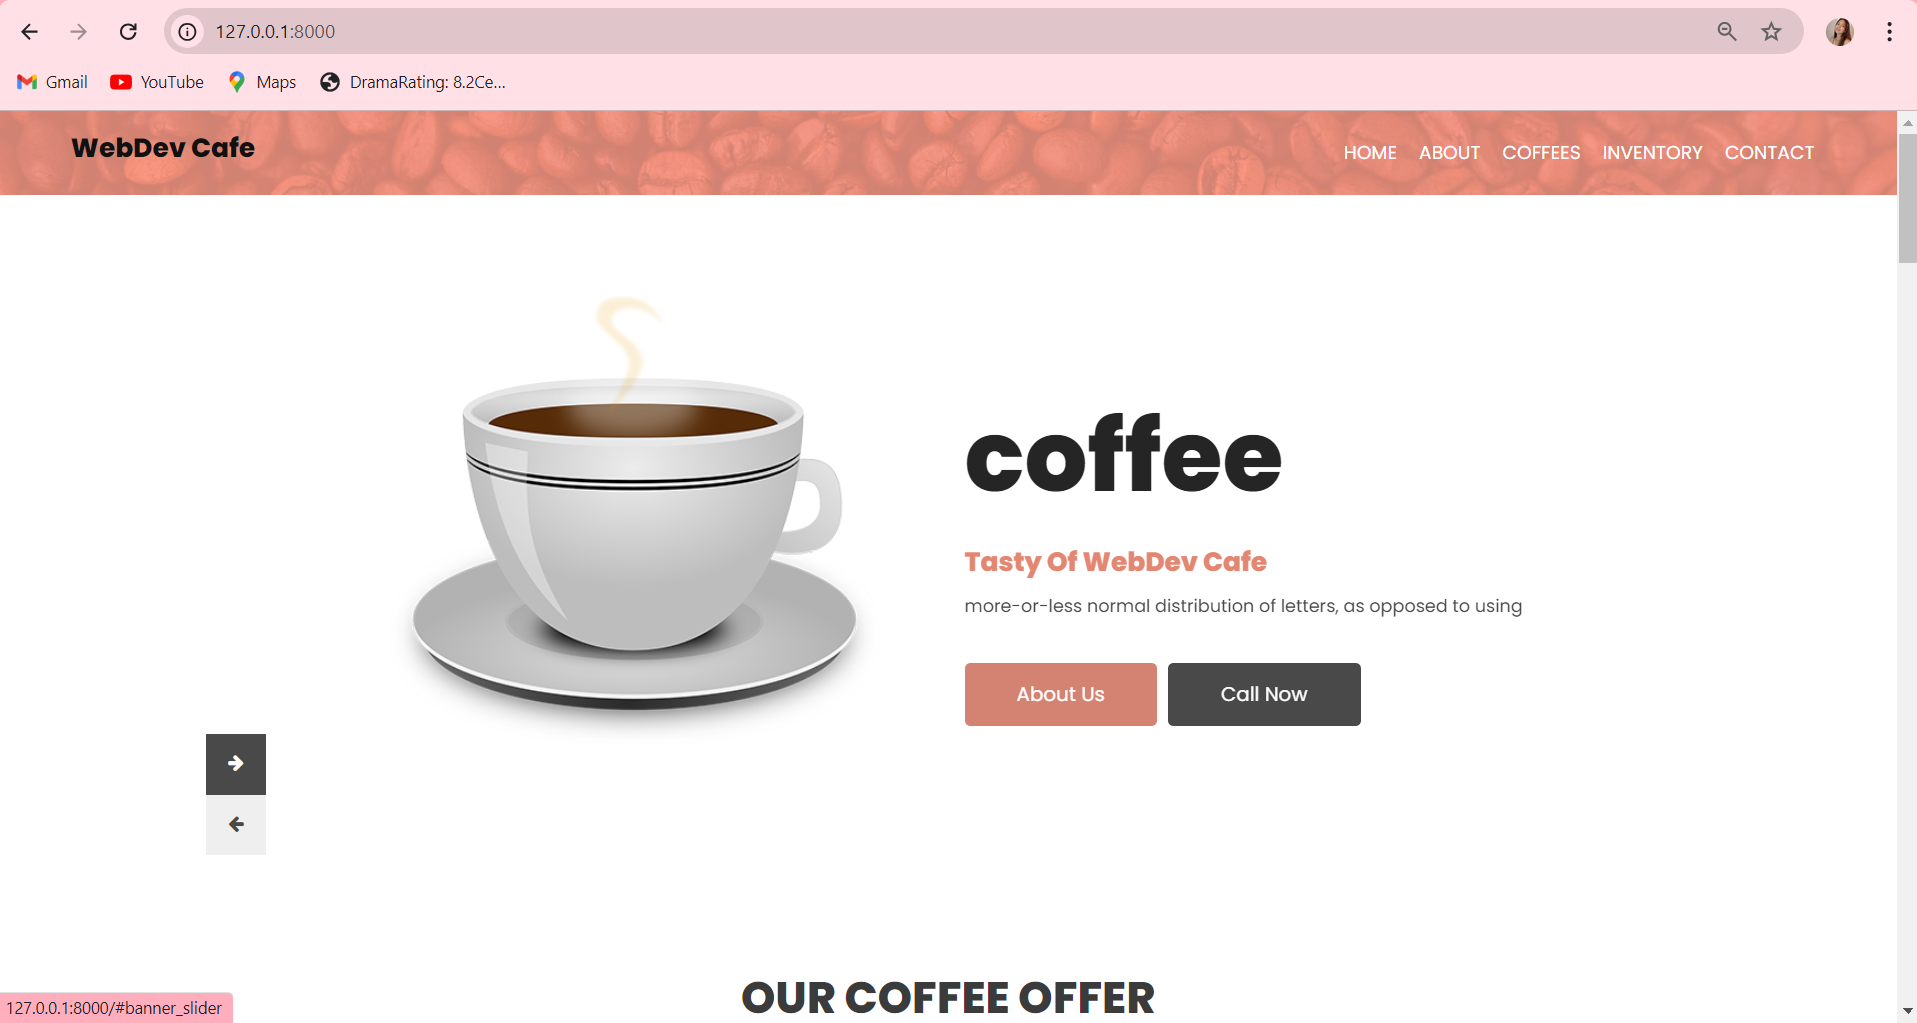 127.0.0.1:8000
Gmail YouTube Maps DramaRating: 8.2Ce...
WebDev Cafe
HOME ABOUT COFFEES INVENTORY CONTACT
coffee
Tasty Of WebDev Cafe
more-or-less normal distribution of letters, as opposed to using
About Us Call Now
OUR COFFEE OFFER
127.0.0.1:8000/#banner_slider